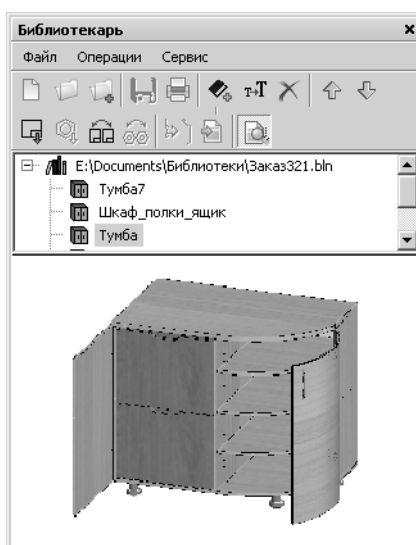 Библиотекарь
Файл Операции Сервис
E:\Documents\Библиотеки\Заказ321.bln
Тумба7
Шкаф_полки_ящик
Тумба